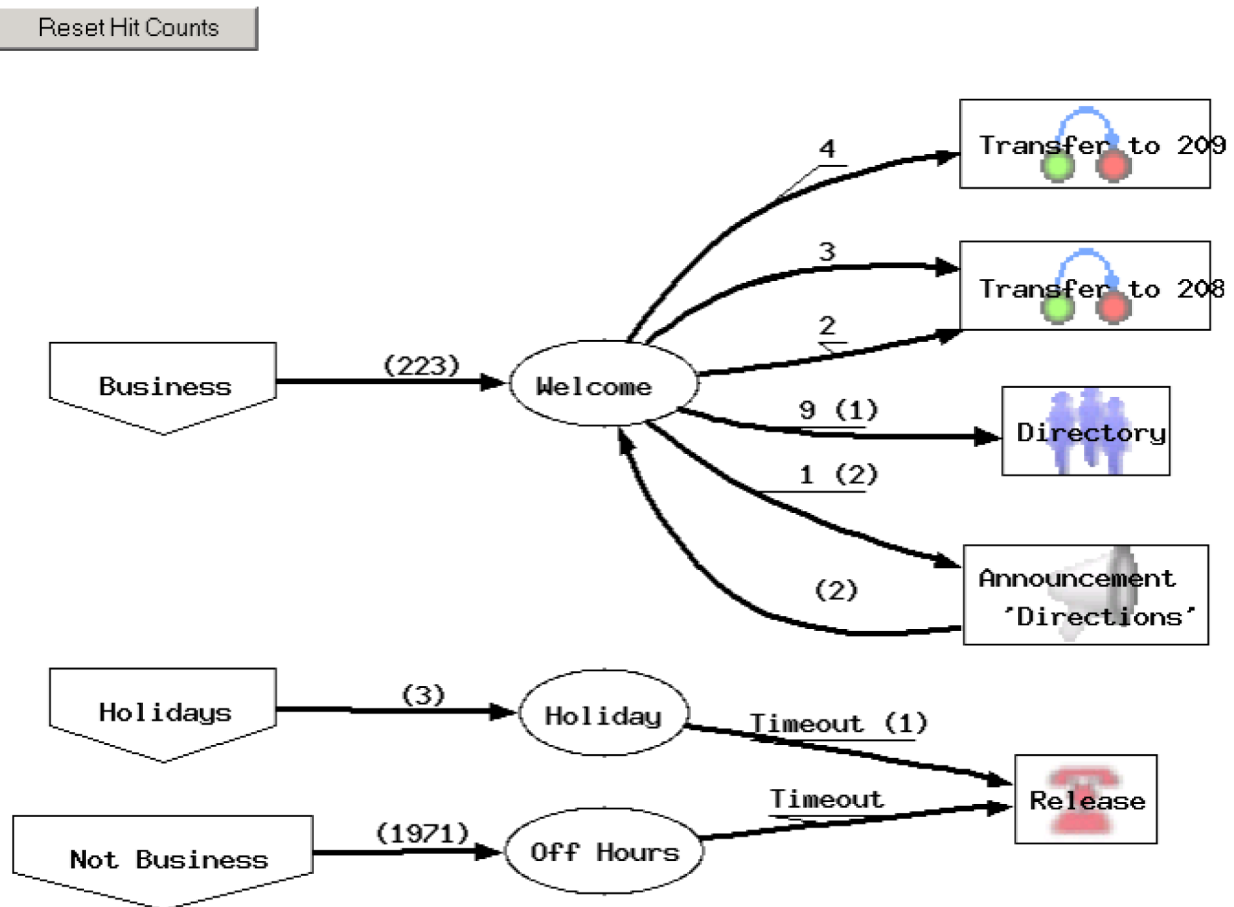 Reset Hit Counts
4
Transfer to 209
3
Transfer to 208
2
Business
(223)
Welcome
9 (1)
Directory
1 (2)
Announcement
'Directions'
(2)
Holidays
(3)
Holiday
Timeout (1)
Release
Timeout
Not Business
(1971)
Off Hours